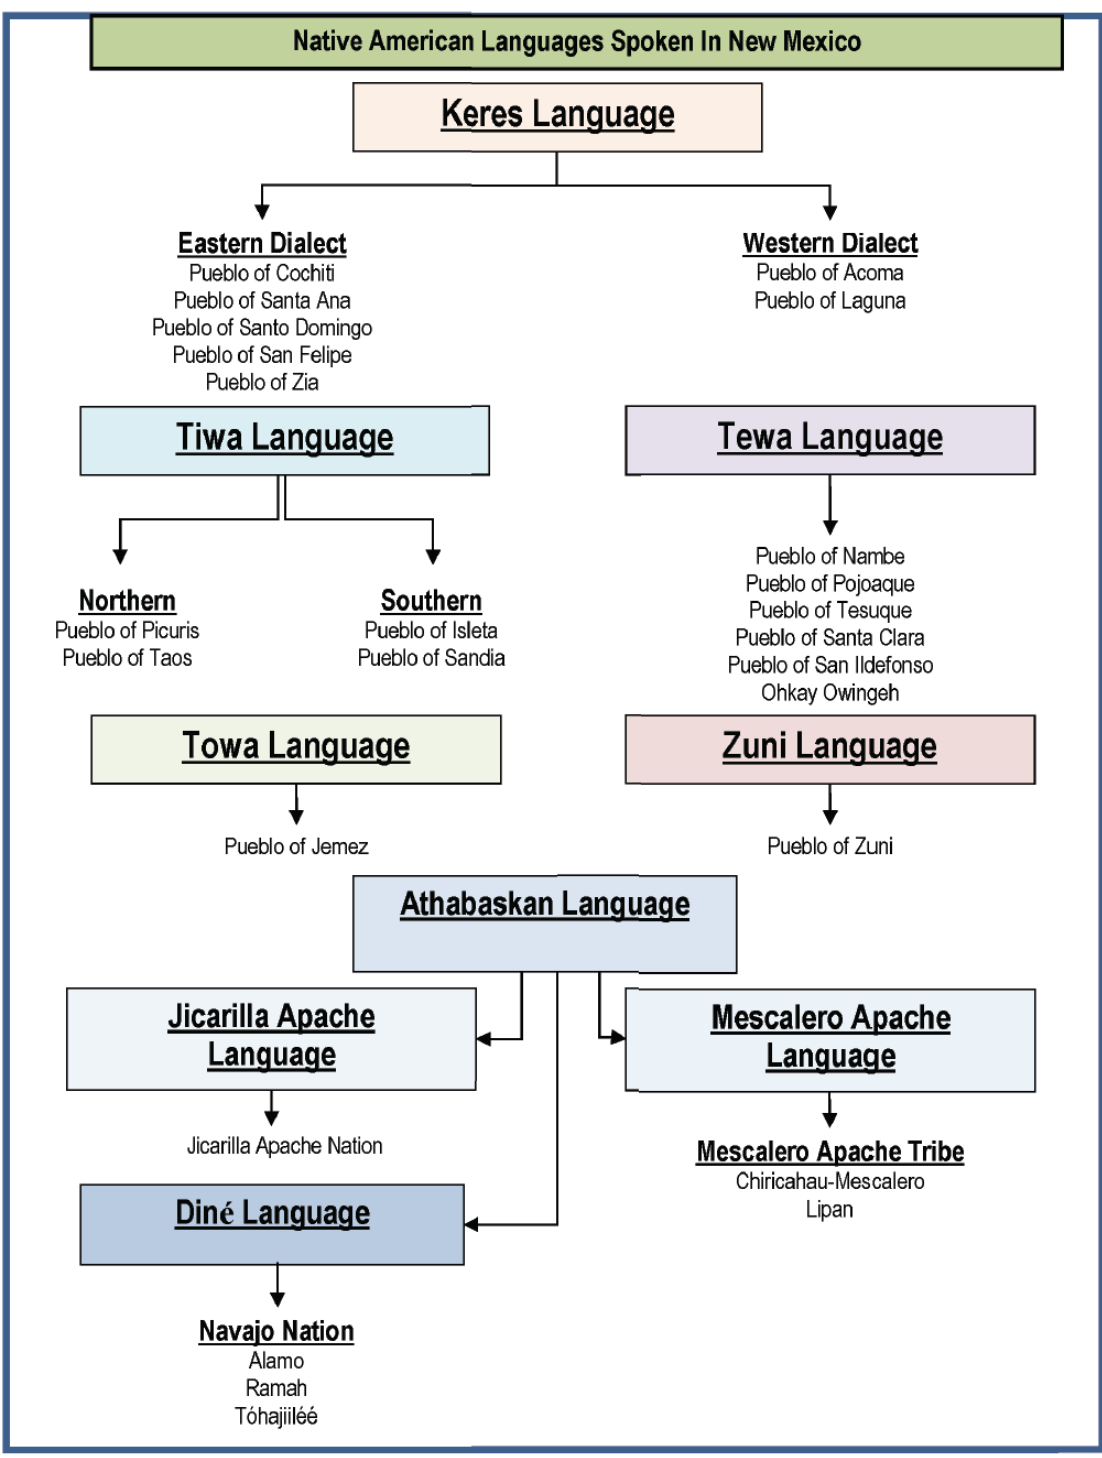 Native American Languages Spoken In New Mexico
Keres Language
Eastern Dialect
Pueblo of Cochiti
Pueblo of Santa Ana
Pueblo of Santo Domingo
Pueblo of San Felipe
Pueblo of Zia
Western Dialect
Pueblo of Acoma
Pueblo of Laguna
Tiwa Language
Northern
Pueblo of Picuris
Pueblo of Taos
Southern
Pueblo of Isleta
Pueblo of Sandia
Tewa Language
Pueblo of Nambe
Pueblo of Pojoaque
Pueblo of Tesuque
Pueblo of Santa Clara
Pueblo of San Ildefonso
Ohkay Owingeh
Towa Language
Pueblo of Jemez
Zuni Language
Pueblo of Zuni
Athabaskan Language
Jicarilla Apache
Language
Jicarilla Apache Nation
Mescalero Apache
Language
Mescalero Apache Tribe
Chiricahau-Mescalero
Lipan
Diné Language
Navajo Nation
Alamo
Ramah
Tóhajiiléé